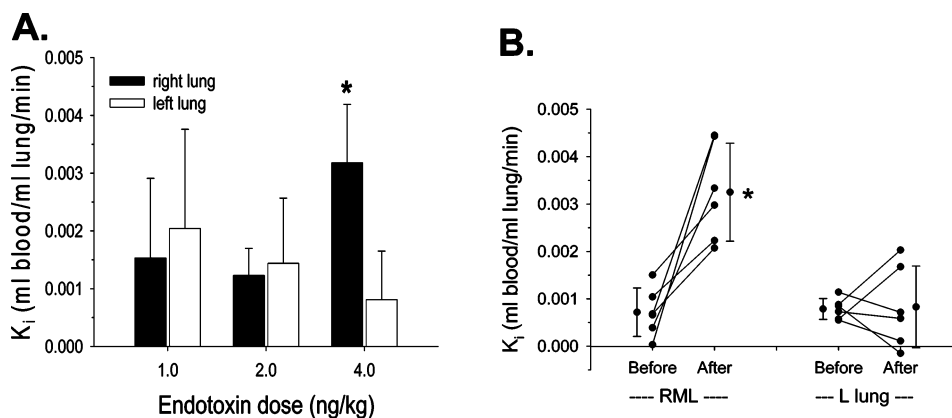 A.
K_i (ml blood/ml lung/min)
0.005
0.004
0.003
0.002
0.001
0.000
right lung
left lung
*
1.0 2.0 4.0
Endotoxin dose (ng/kg)
B.
K_i (ml blood/ml lung/min)
0.005
0.004
0.003
0.002
0.001
0.000
*
Before After Before After
---- RML ---- --- L lung ---